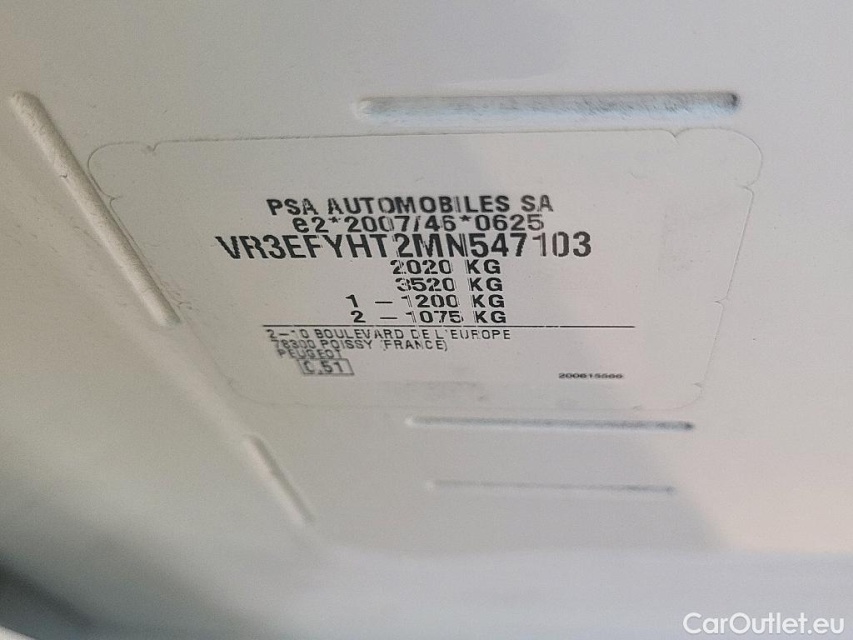 PSA AUTOMOBILES SA
e2*2007/46*0625
VR3EFYHT2MN547103
2020 KG
3520 KG
1 - 1200 KG
2 - 1075 KG
2-10 BOULEVARD DE L'EUROPE
78300 POISSY (FRANCE)
PEUGEOT
C.51
200615566
CarOutlet.eu